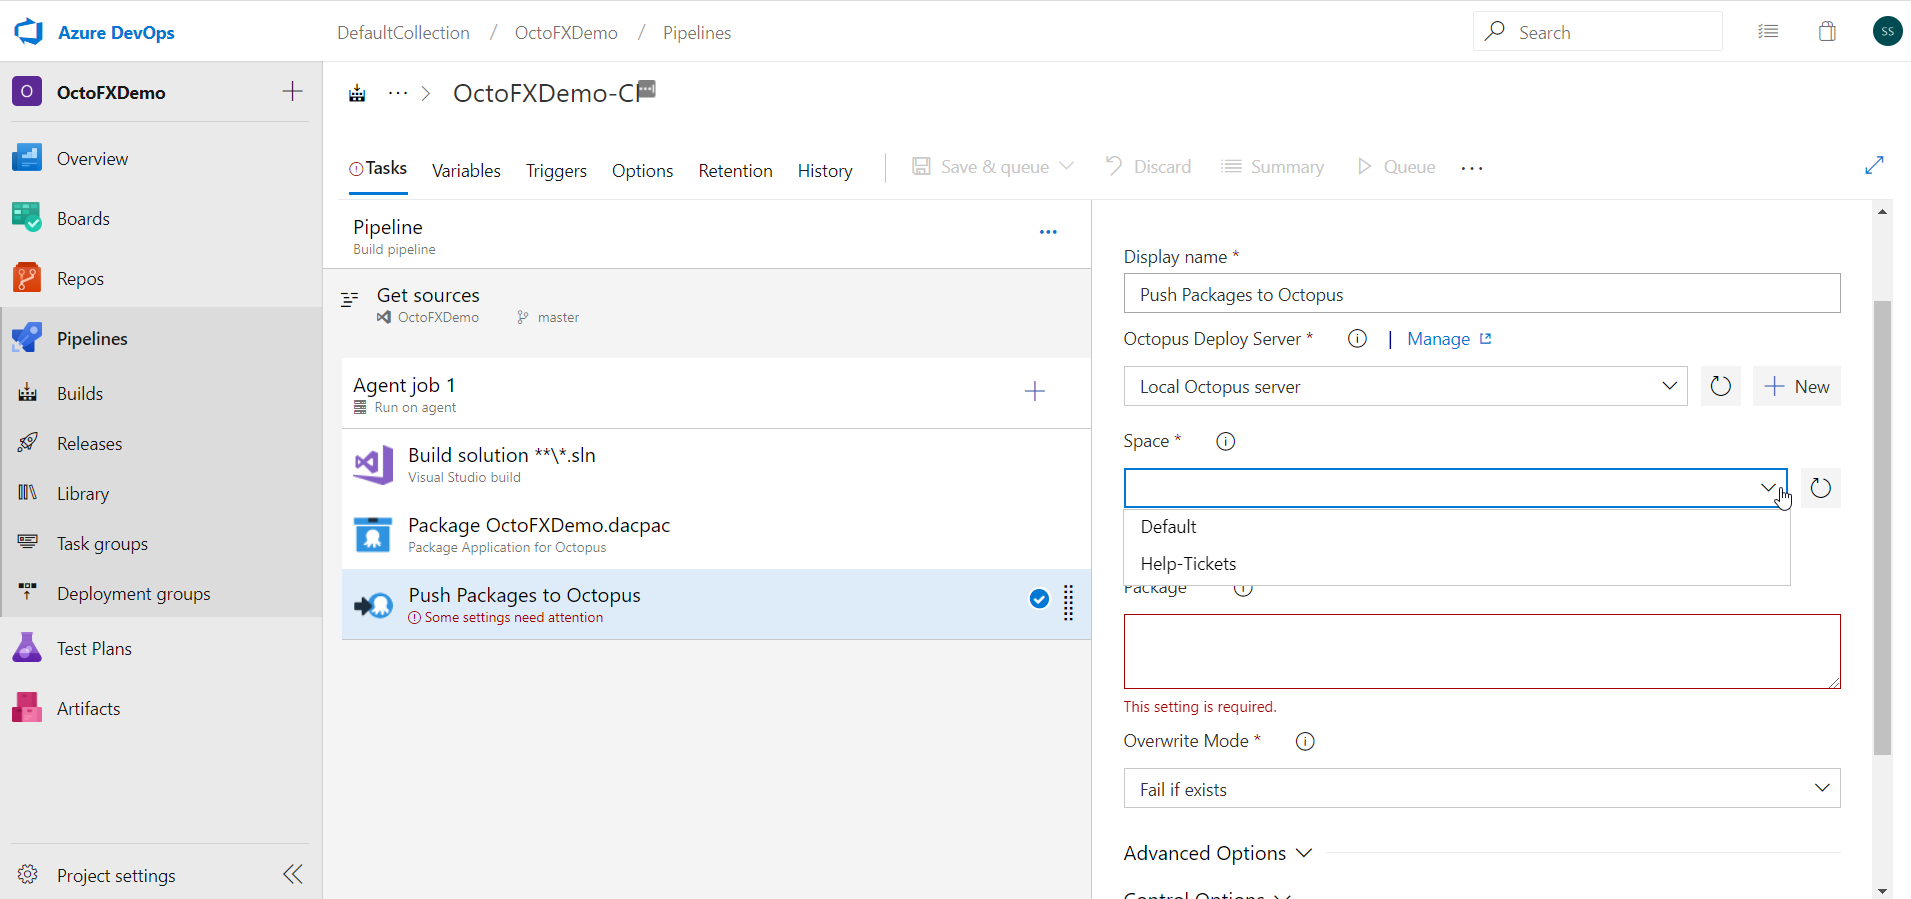 Azure DevOps
DefaultCollection / OctoFXDemo / Pipelines
Search
SS
O OctoFXDemo
Overview
Boards
Repos
Pipelines
Builds
Releases
Library
Task groups
Deployment groups
Test Plans
Artifacts
Project settings
OctoFXDemo-CI
Tasks Variables Triggers Options Retention History
Save & queue Discard Summary Queue
Pipeline
Build pipeline
Get sources
OctoFXDemo master
Agent job 1
Run on agent
Build solution **\*.sln
Visual Studio build
Package OctoFXDemo.dacpac
Package Application for Octopus
Push Packages to Octopus
Some settings need attention
Display name *
Push Packages to Octopus
Octopus Deploy Server * | Manage
Local Octopus server
New
Space *
Default
Help-Tickets
Package
This setting is required.
Overwrite Mode *
Fail if exists
Advanced Options
Control Options